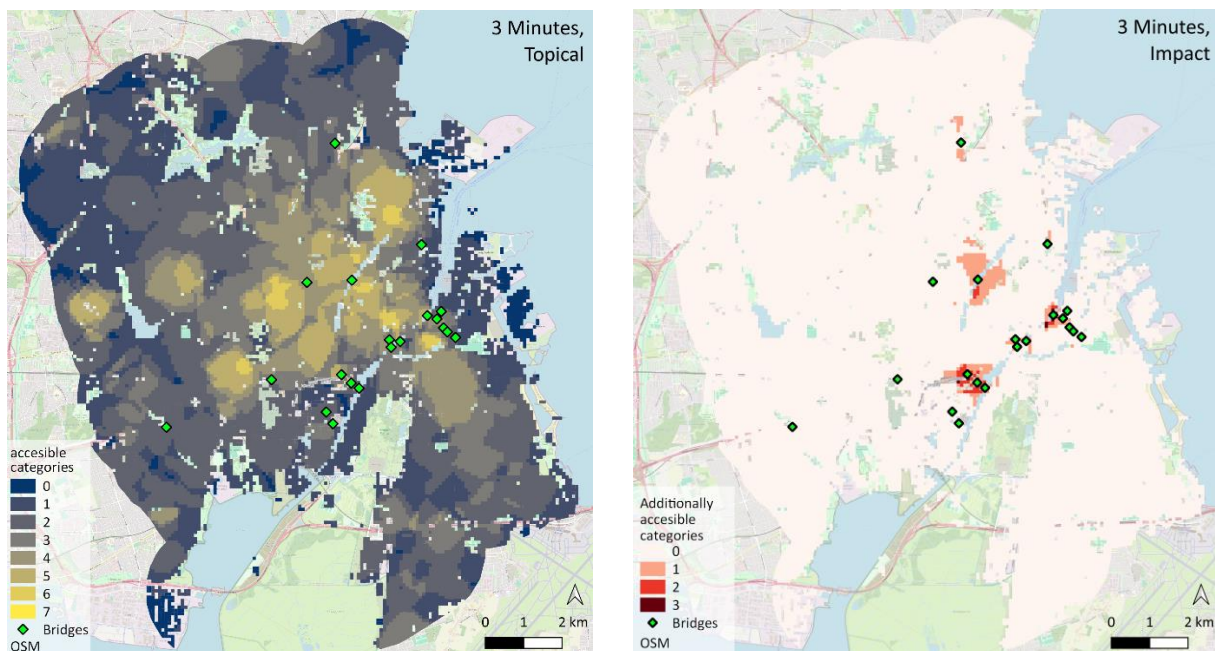 3 Minutes,
Topical
accesible
categories
0
1
2
3
4
5
6
7
Bridges
OSM
0 1 2 km
3 Minutes,
Impact
Additionally
accesible
categories
0
1
2
3
Bridges
OSM
0 1 2 km